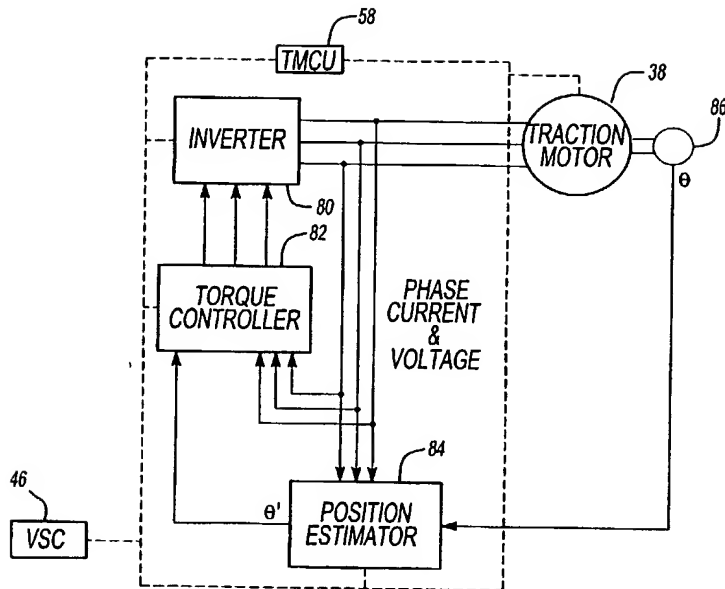 58
TMCU
38
86
INVERTER
TRACTION
MOTOR
θ
80
82
TORQUE
CONTROLLER
PHASE
CURRENT
&
VOLTAGE
84
46
VSC
θ'
POSITION
ESTIMATOR